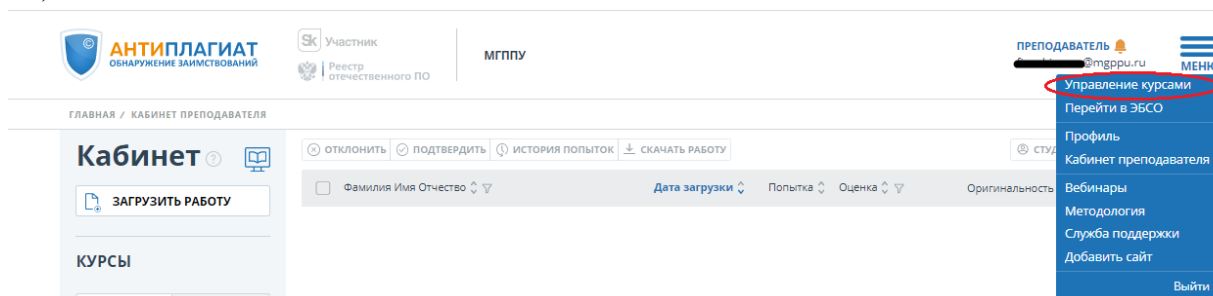 АНТИПЛАГИАТ
ОБНАРУЖЕНИЕ ЗАИМСТВОВАНИЙ
Sk Участник
Реестр
отечественного ПО
МГППУ
ПРЕПОДАВАТЕЛЬ
@mgppu.ru
МЕНЮ
Управление курсами
Перейти в ЭБСО
Профиль
Кабинет преподавателя
Вебинары
Методология
Служба поддержки
Добавить сайт
Выйти
ГЛАВНАЯ / КАБИНЕТ ПРЕПОДАВАТЕЛЯ
Кабинет
ЗАГРУЗИТЬ РАБОТУ
КУРСЫ
ОТКЛОНИТЬ ПОДТВЕРДИТЬ ИСТОРИЯ ПОПЫТОК СКАЧАТЬ РАБОТУ СТУД
Фамилия Имя Отчество Дата загрузки Попытка Оценка Оригинальность